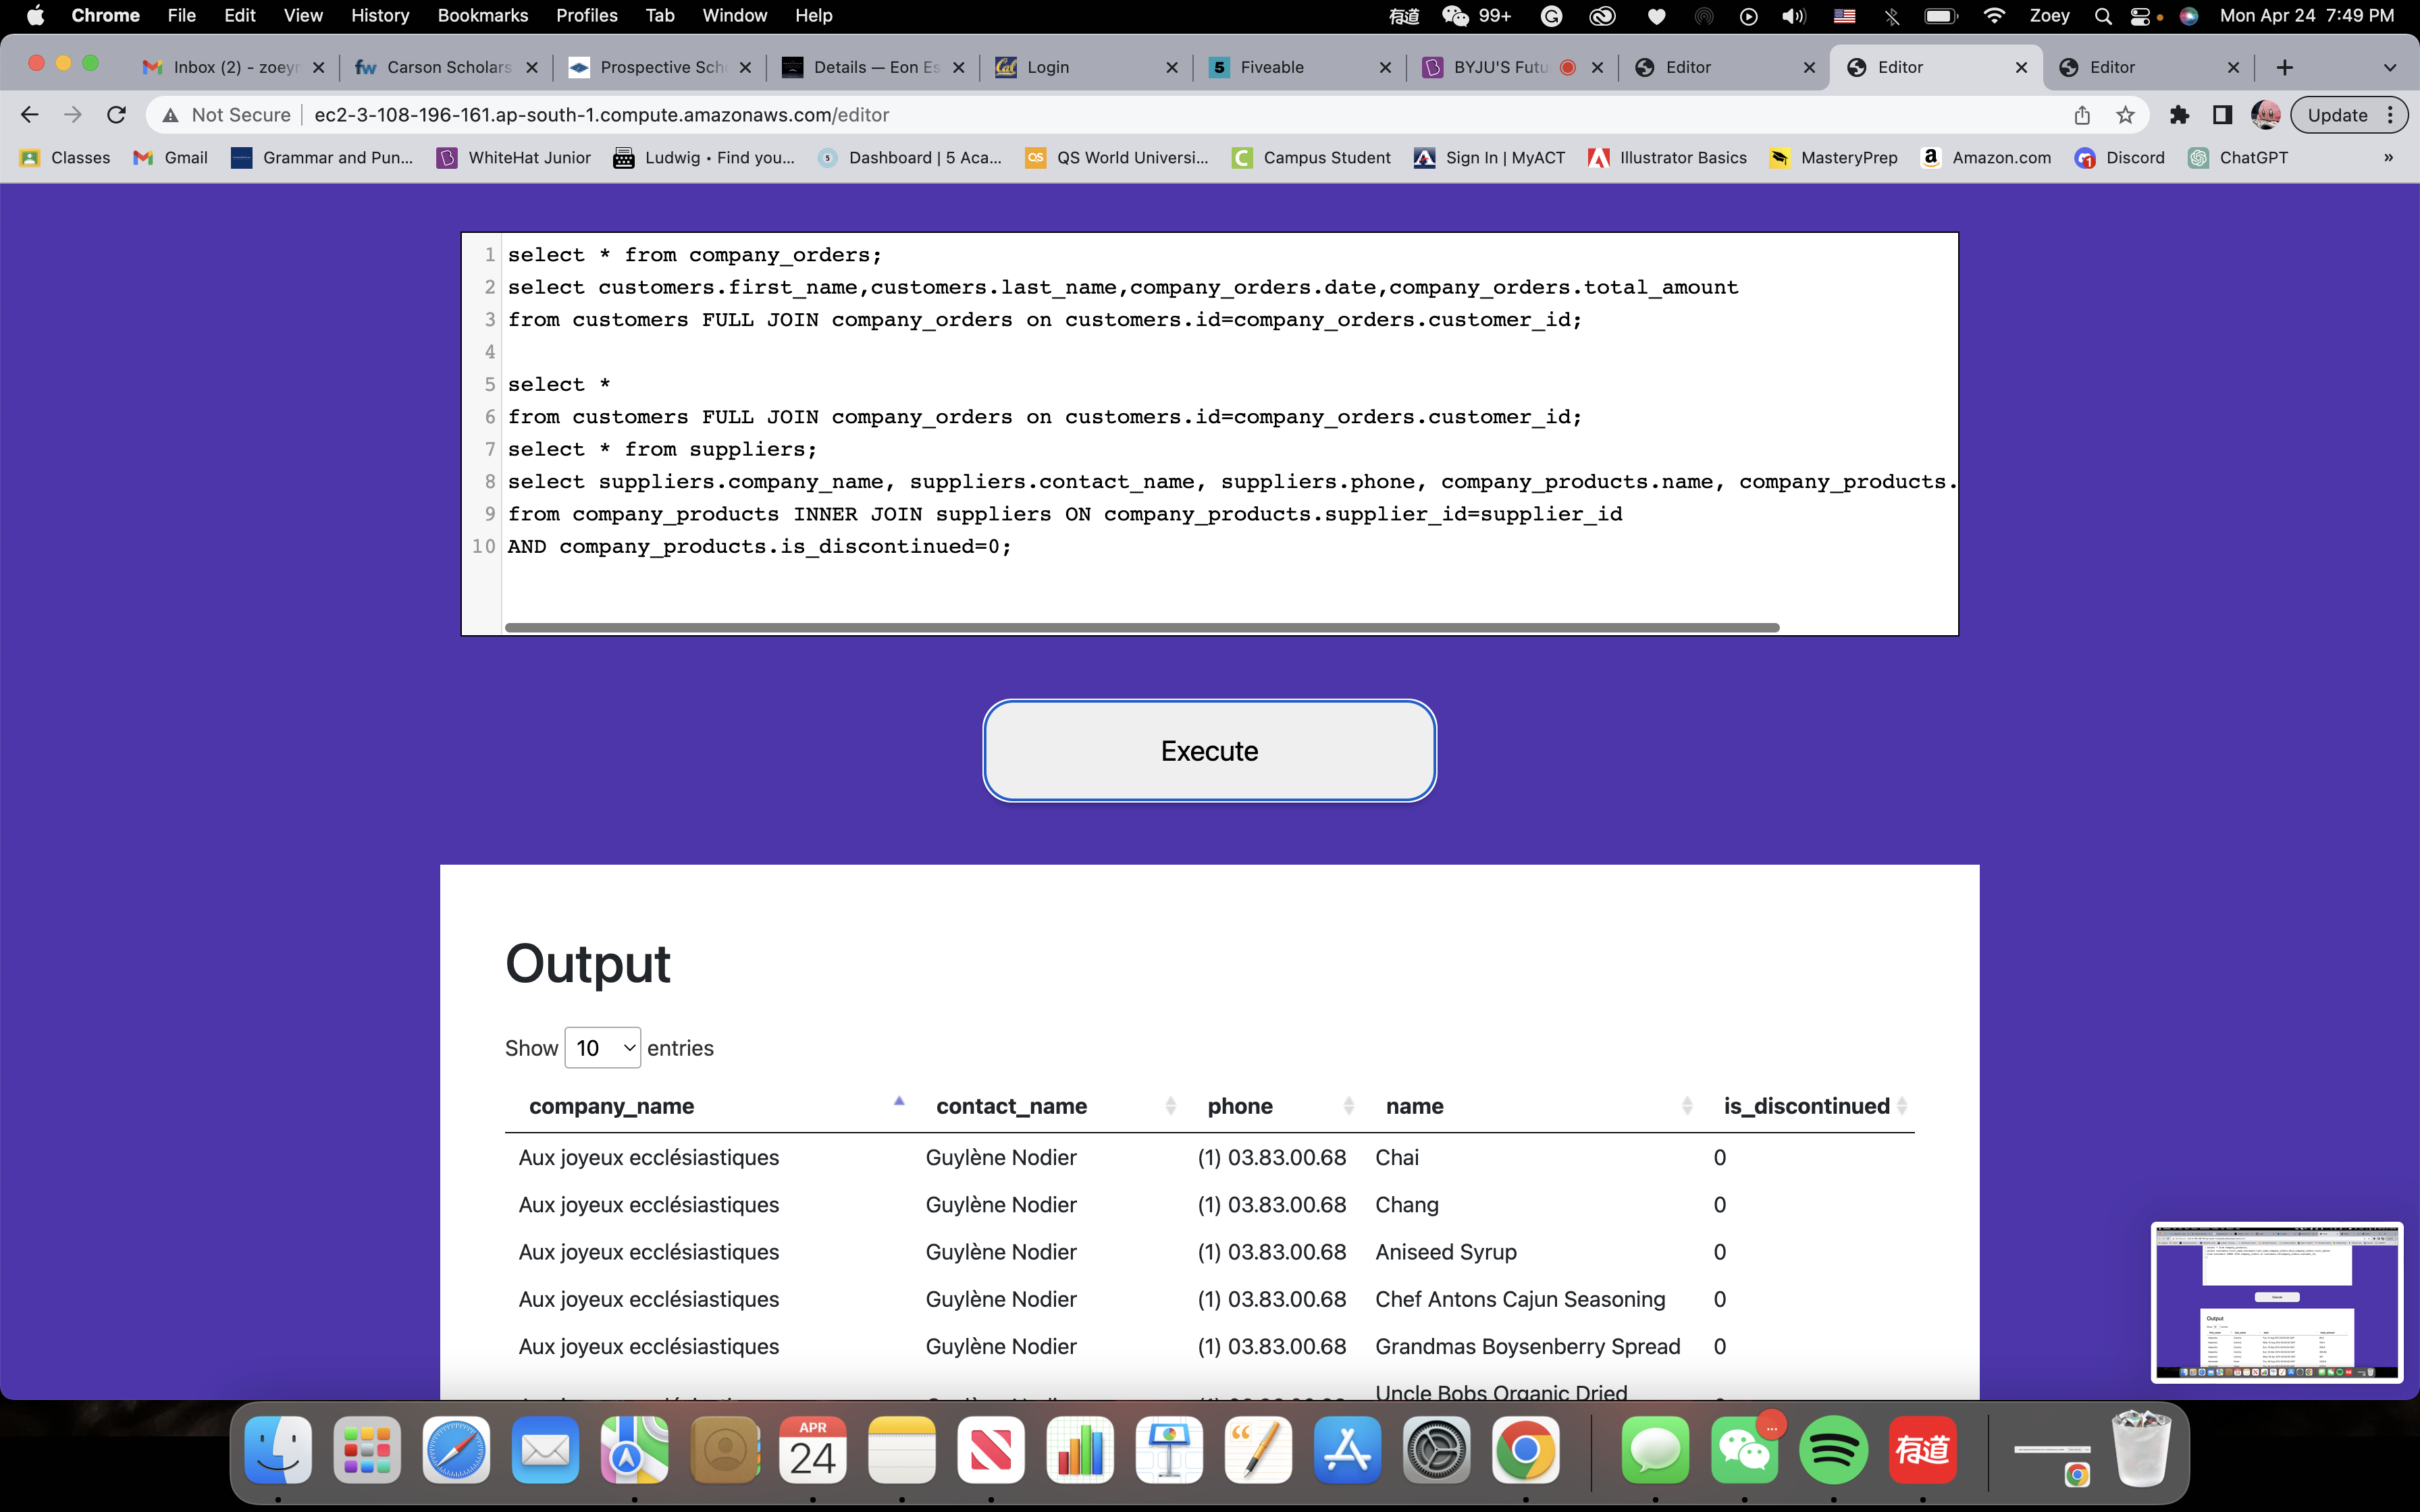 Chrome File Edit View History Bookmarks Profiles Tab Window Help 有道 99+ Zoey Mon Apr 24 7:49 PM
Inbox (2) - zoeyr Carson Scholars Prospective Sch Details — Eon Es Login Fiveable BYJU'S Futu Editor Editor Editor
Not Secure ec2-3-108-196-161.ap-south-1.compute.amazonaws.com/editor Update
Classes Gmail Grammar and Pun... WhiteHat Junior Ludwig • Find you... Dashboard | 5 Aca... QS World Universi... Campus Student Sign In | MyACT Illustrator Basics MasteryPrep Amazon.com Discord ChatGPT »
1 select * from company_orders;
2 select customers.first_name,customers.last_name,company_orders.date,company_orders.total_amount
3 from customers FULL JOIN company_orders on customers.id=company_orders.customer_id;
4
5 select *
6 from customers FULL JOIN company_orders on customers.id=company_orders.customer_id;
7 select * from suppliers;
8 select suppliers.company_name, suppliers.contact_name, suppliers.phone, company_products.name, company_products.
9 from company_products INNER JOIN suppliers ON company_products.supplier_id=supplier_id
10 AND company_products.is_discontinued=0;
Execute
Output
Show 10 entries
company_name contact_name phone name is_discontinued
Aux joyeux ecclésiastiques Guylène Nodier (1) 03.83.00.68 Chai 0
Aux joyeux ecclésiastiques Guylène Nodier (1) 03.83.00.68 Chang 0
Aux joyeux ecclésiastiques Guylène Nodier (1) 03.83.00.68 Aniseed Syrup 0
Aux joyeux ecclésiastiques Guylène Nodier (1) 03.83.00.68 Chef Antons Cajun Seasoning 0
Aux joyeux ecclésiastiques Guylène Nodier (1) 03.83.00.68 Grandmas Boysenberry Spread 0
Uncle Bobs Organic Dried
APR
24
有道